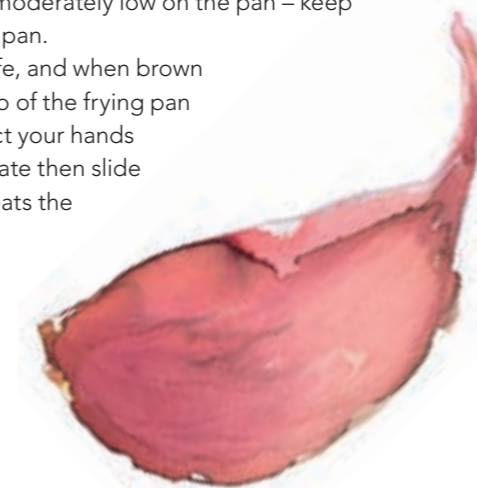 moderately low on the pan – keep
pan.
fe, and when brown
o of the frying pan
ct your hands
ate then slide
ats the